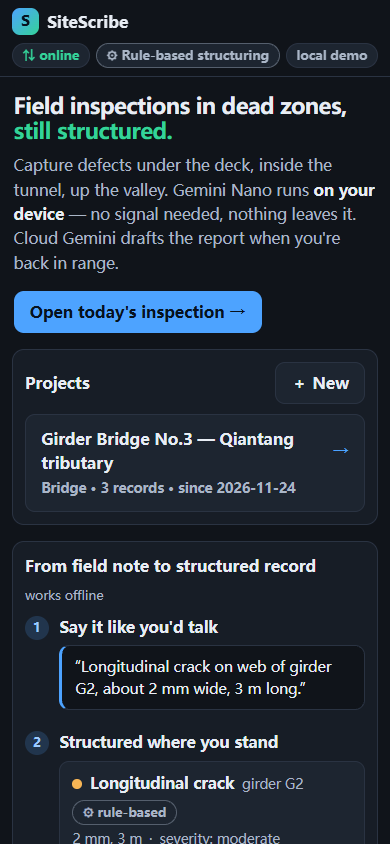 S SiteScribe
⇅ online ⚙ Rule-based structuring local demo
Field inspections in dead zones,
still structured.
Capture defects under the deck, inside the
tunnel, up the valley. Gemini Nano runs on your
device — no signal needed, nothing leaves it.
Cloud Gemini drafts the report when you're
back in range.
Open today's inspection →
Projects
+ New
Girder Bridge No.3 — Qiantang
tributary
→
Bridge • 3 records • since 2026-11-24
From field note to structured record
works offline
1 Say it like you'd talk
“Longitudinal crack on web of girder
G2, about 2 mm wide, 3 m long.”
2 Structured where you stand
Longitudinal crack girder G2
⚙ rule-based
2 mm, 3 m · severity: moderate